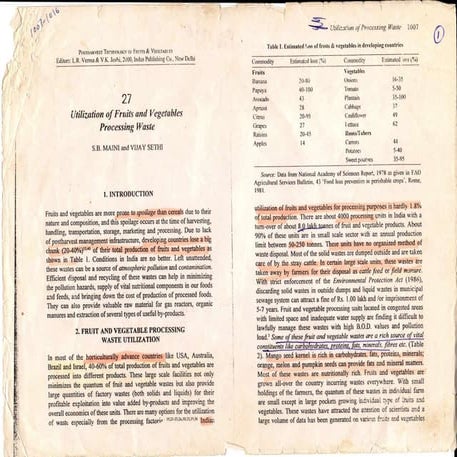 1007-1016
POSTHARVEST TECHNOLOGY OF FRUITS & VEGETABLES
Editors: L.R. Verma & V.K. Joshi, 2000, Indus Publishing Co., New Delhi
27
Utilization of Fruits and Vegetables
Processing Waste
S.B. MAINI and VIJAY SETHI
1. INTRODUCTION
Fruits and vegetables are more prone to spoilage than cereals due to their
nature and composition, and this spoilage occurs at the time of harvesting,
handling, transportation, storage, marketing and processing. Due to lack
of postharvest management infrastructure, developing countries lose a big
chunk (20-40%) of their total production of fruits and vegetables as
shown in Table 1. Conditions in India are no better. Left unattended,
these wastes can be a source of atmospheric pollution and contamination.
Efficient disposal and recycling of these wastes can help in minimizing
the pollution hazards, supply of vital nutritional components in our foods
and feeds, and bringing down the cost of production of processed foods.
They can also provide valuable raw material for gas reactors, organic
manures and extraction of several types of useful by-products.
2. FRUIT AND VEGETABLE PROCESSING
WASTE UTILIZATION
In most of the horticulturally advance countries like USA, Australia,
Brazil and Israel, 40-60% of total production of fruits and vegetables are
processed into different products. These large scale facilities not only
minimizes the quantum of fruit and vegetable wastes but also provide
large quantities of factory wastes (both solids and liquids) for their
profitable exploitation into value added by-products and improving the
overall economics of these units. There are many options for the utilization
of waste especially from the processing factor India
Utilization of Processing Waste 1007
1
Table 1. Estimated loss of fruits & vegetables in developing countries
Commodity Estimated loss (%) Commodity Estimated loss (%)
Fruits Vegetables
Banana 20-80 Onions 16-35
Papaya 40-100 Tomato 5-50
Avocado 43 Plantain 35-100
Apricot 28 Cabbage 37
Citrus 20-95 Cauliflower 49
Grapes 27 Lettuce 62
Raisins 20-95 Roots/Tubers
Apple 14 Carrots 44
Potatoes 5-40
Sweet potatoes 35-95
Source: Data from National Academy of Sciences Report, 1978 as given in FAO
Agricultural Services Bulletin, 43 'Food loss prevention in perishable crops', Rome,
1981.
utilization of fruits and vegetables for processing purposes is hardly 1.8%
of total production. There are about 4000 processing units in India with a
turn-over of about 8.0 lakh tonnes of fruit and vegetable products. About
90% of these units are in small scale sector with an annual production
limit between 50-250 tonnes. These units have no organised method of
waste disposal. Most of the solid wastes are dumped outside and are taken
care of by the stray cattle. In certain large scale units, these wastes are
taken away by farmers for their disposal as cattle feed or field manure.
With strict enforcement of the Environmental Protection Act (1986),
discarding solid wastes in outside dumps and liquid wastes in municipal
sewage system can attract a fine of Rs. 1.00 lakh and/or imprisonment of
5-7 years. Fruit and vegetable processing units located in congested areas
with limited space and inadequate water supply are finding it difficult to
lawfully manage these wastes with high B.O.D. values and pollution
load. Some of these fruit and vegetable wastes are a rich source of vital
constituents like carbohydrates, proteins, fats, minerals, fibres etc. (Table
2). Mango seed kernel is rich in carbohydrates, fats, proteins, minerals;
orange, melon and pumpkin seeds can provide fats and mineral matters.
Most of these wastes are nutritionally rich. Fruits and vegetables are
grown all-over the country incurring wastes everywhere. With small
holdings of the farmers, the quantum of these wastes in individual farm
are small except in large pockets growing individual type of fruits and
vegetables. These wastes have attracted the attention of scientists and a
large volume of data has been generated on various fruits and vegetables